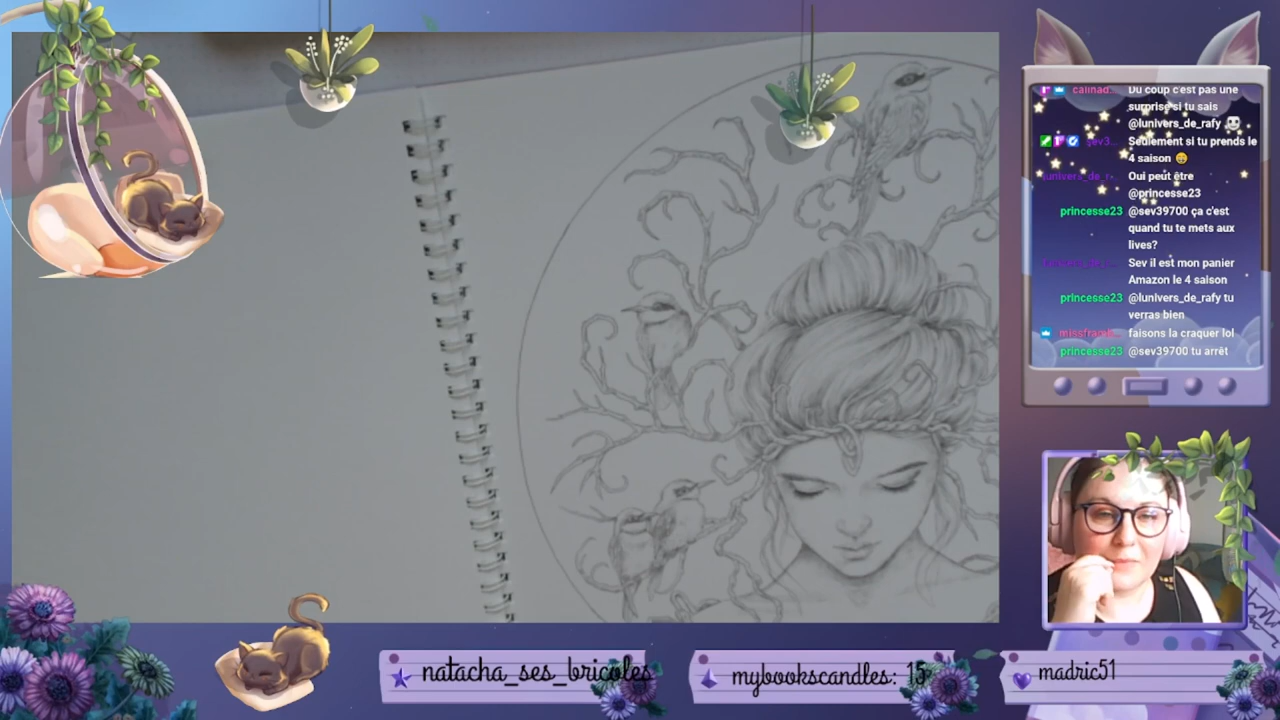 calinad.. Du coup c'est pas une
surprise si tu sais
@lunivers_de_rafy
sev3... Seulement si tu prends le
4 saison
Oui peut être
@princesse23
princesse23 @sev39700 ça c'est
quand tu te mets aux
lives?
Sev il est mon panier
Amazon le 4 saison
princesse23 @lunivers_de_rafy tu
verras bien
faisons la craquer lol
princesse23 @sev39700 tu arrêt
natacha_ses_bricoles
mybookscandles: 15
madric51